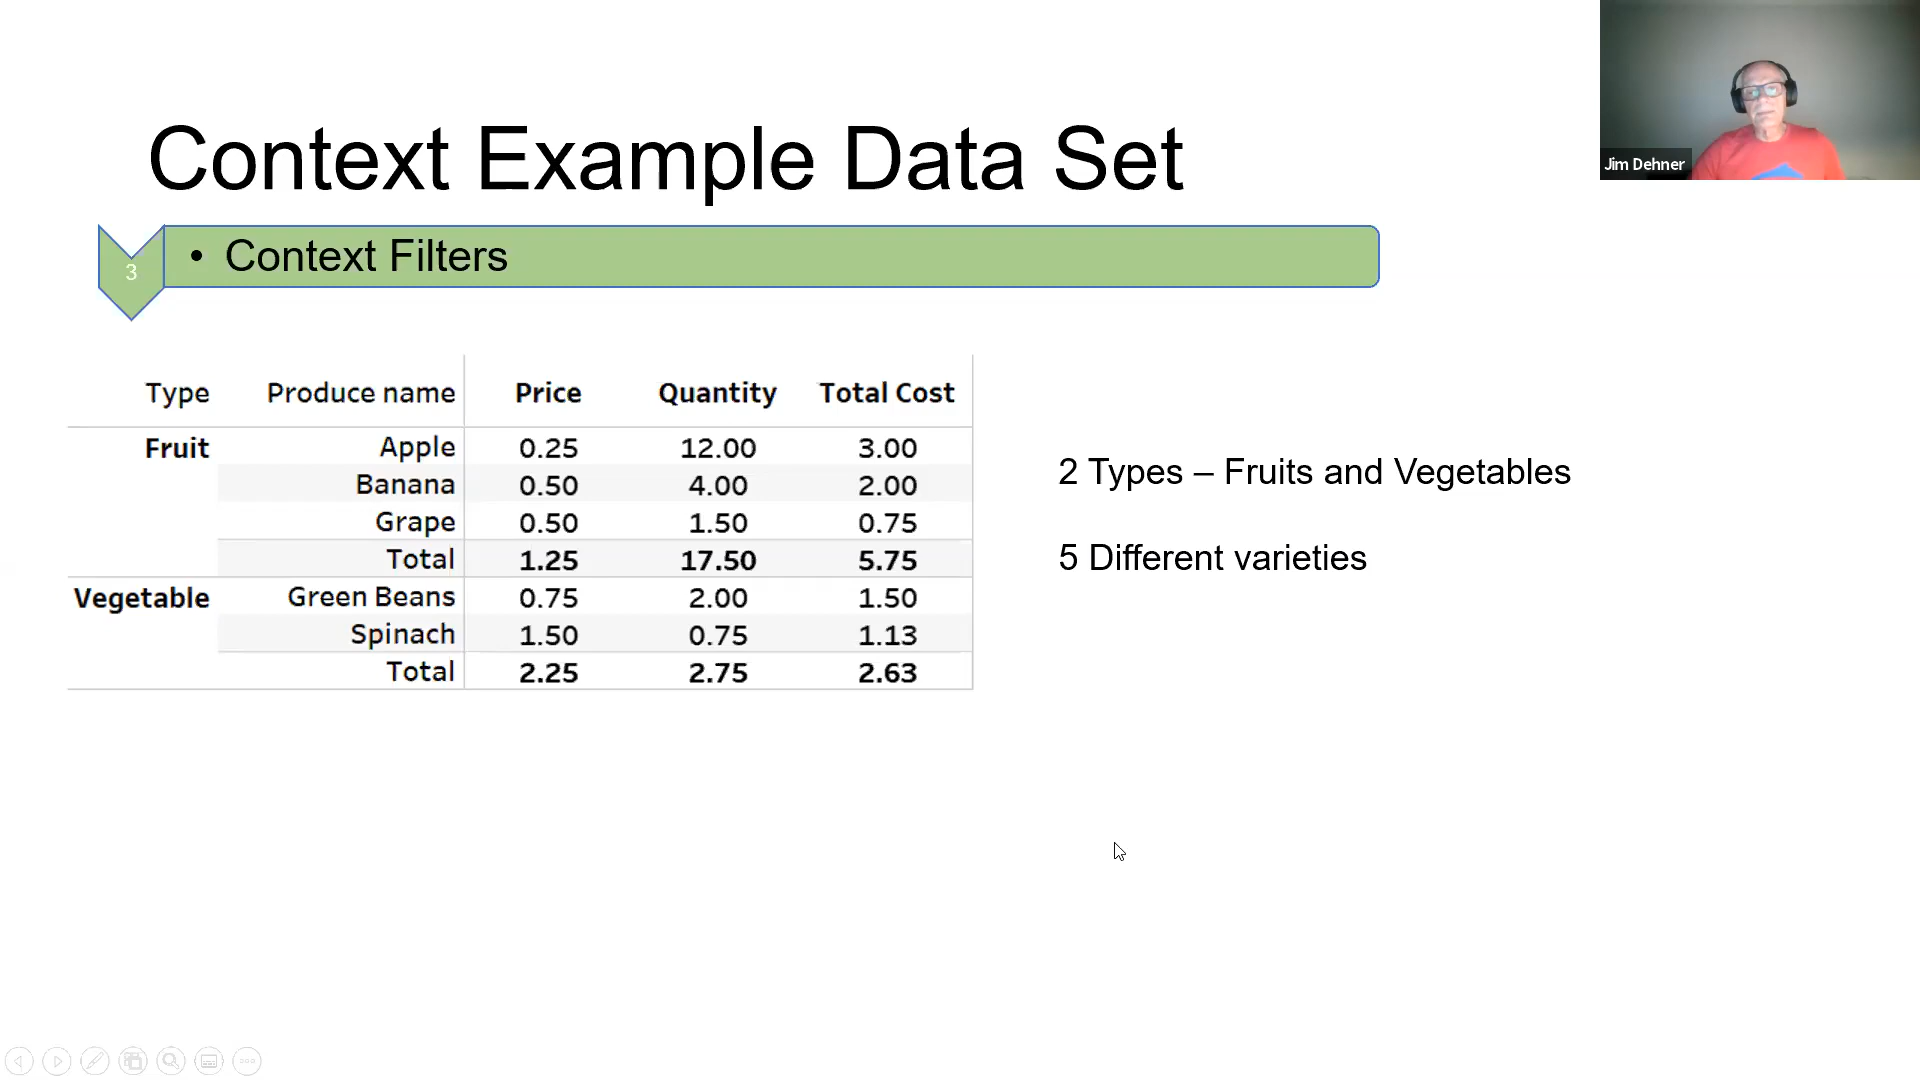 Context Example Data Set
Jim Dehner
3
• Context Filters
Type Produce name Price Quantity Total Cost
Fruit Apple 0.25 12.00 3.00
Banana 0.50 4.00 2.00
Grape 0.50 1.50 0.75
Total 1.25 17.50 5.75
Vegetable Green Beans 0.75 2.00 1.50
Spinach 1.50 0.75 1.13
Total 2.25 2.75 2.63
2 Types – Fruits and Vegetables
5 Different varieties